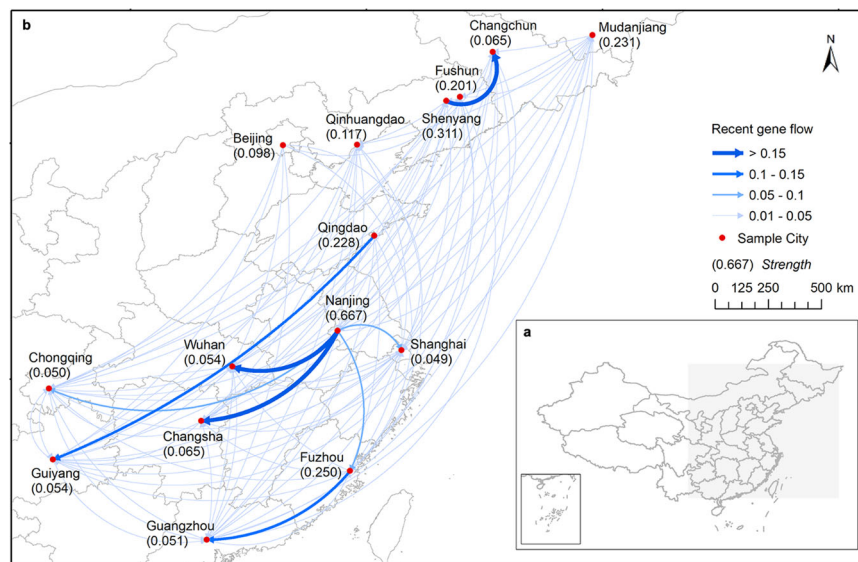 b
Changchun
(0.065)
Mudanjiang
(0.231)
N
Fushun
(0.201)
Shenyang
(0.311)
Qinhuangdao
(0.117)
Beijing
(0.098)
Recent gene flow
> 0.15
0.1 - 0.15
0.05 - 0.1
0.01 - 0.05
Sample City
(0.667) Strength
0 125 250 500 km
Qingdao
(0.228)
Nanjing
(0.667)
Wuhan
(0.054)
Shanghai
(0.049)
Chongqing
(0.050)
Changsha
(0.065)
Guiyang
(0.054)
Fuzhou
(0.250)
Guangzhou
(0.051)
a